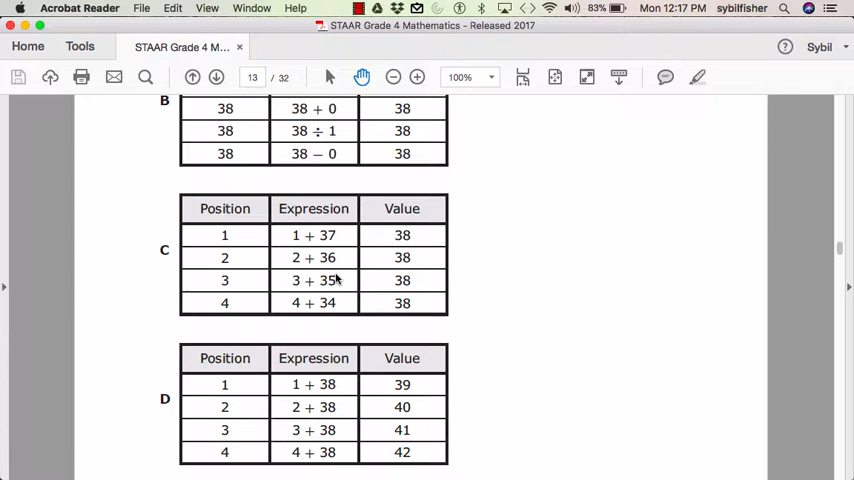 Acrobat Reader File Edit View Window Help 83% Mon 12:17 PM sybilfisher
STAAR Grade 4 Mathematics - Released 2017
Home Tools STAAR Grade 4 M... × ? Sybil
13 / 32 100%
B
38 38 + 0 38
38 38 ÷ 1 38
38 38 − 0 38
C
Position Expression Value
1 1 + 37 38
2 2 + 36 38
3 3 + 35 38
4 4 + 34 38
D
Position Expression Value
1 1 + 38 39
2 2 + 38 40
3 3 + 38 41
4 4 + 38 42